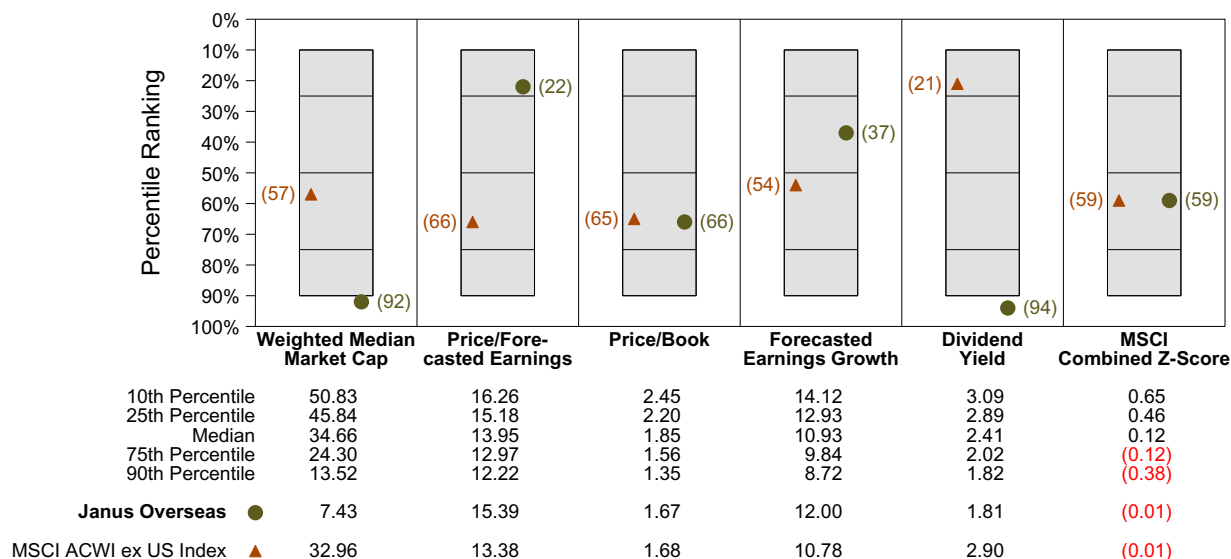 Percentile Ranking
0%
10%
20%
30%
40%
50%
60%
70%
80%
90%
100%
(57)
(92)
(66)
(22)
(65)
(66)
(54)
(37)
(21)
(94)
(59)
(59)
Weighted Median
Market Cap
Price/Fore-
casted Earnings
Price/Book
Forecasted
Earnings Growth
Dividend
Yield
MSCI
Combined Z-Score
10th Percentile 50.83 16.26 2.45 14.12 3.09 0.65
25th Percentile 45.84 15.18 2.20 12.93 2.89 0.46
Median 34.66 13.95 1.85 10.93 2.41 0.12
75th Percentile 24.30 12.97 1.56 9.84 2.02 (0.12)
90th Percentile 13.52 12.22 1.35 8.72 1.82 (0.38)
Janus Overseas 7.43 15.39 1.67 12.00 1.81 (0.01)
MSCI ACWI ex US Index 32.96 13.38 1.68 10.78 2.90 (0.01)